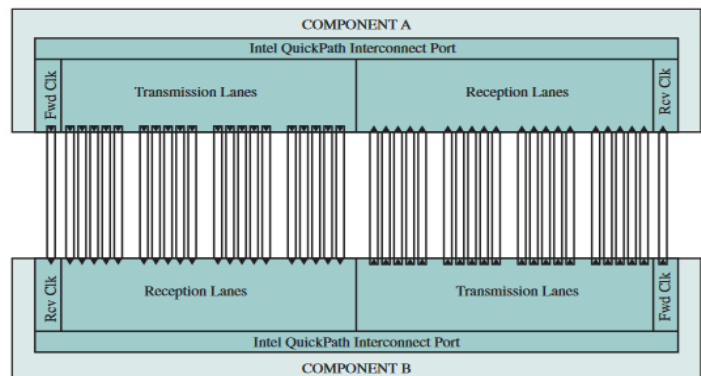 COMPONENT A
Intel QuickPath Interconnect Port
Fwd Clk
Transmission Lanes
Reception Lanes
Rcv Clk
Rcv Clk
Reception Lanes
Transmission Lanes
Fwd Clk
Intel QuickPath Interconnect Port
COMPONENT B